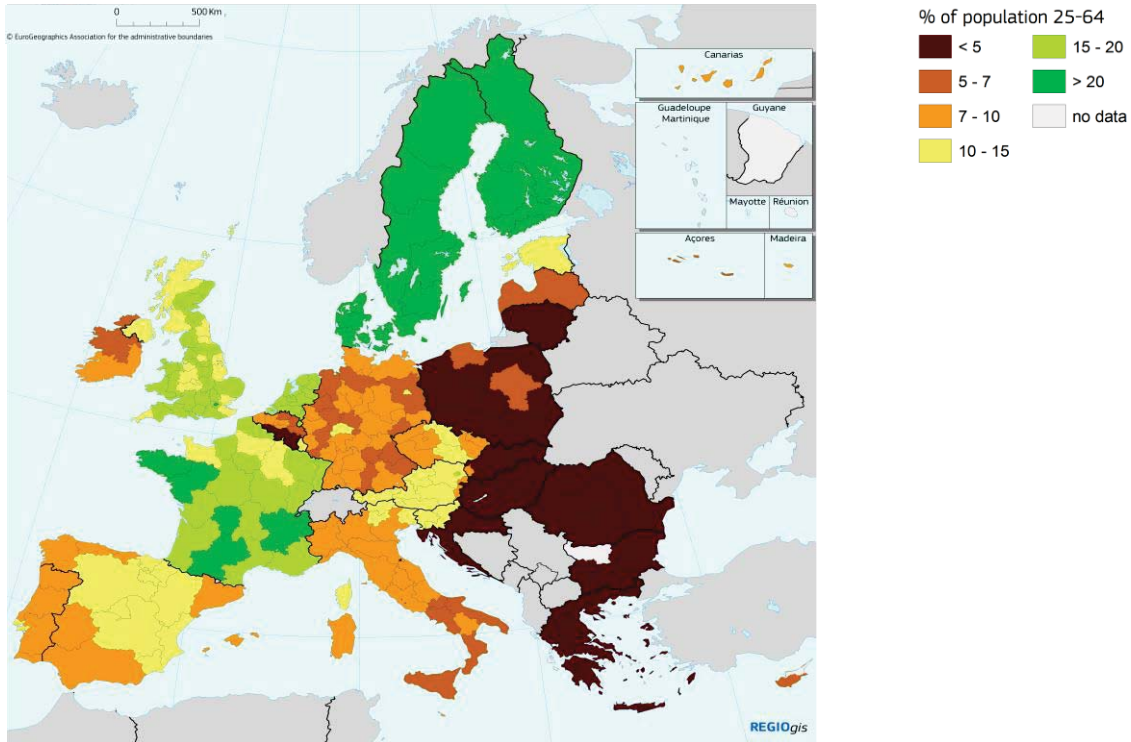 0 500 Km
© EuroGeographics Association for the administrative boundaries
Canarias
Guadeloupe
Martinique
Guyane
Mayotte
Réunion
Açores
Madeira
REGIOgis
% of population 25-64
< 5
5 - 7
7 - 10
10 - 15
15 - 20
> 20
no data